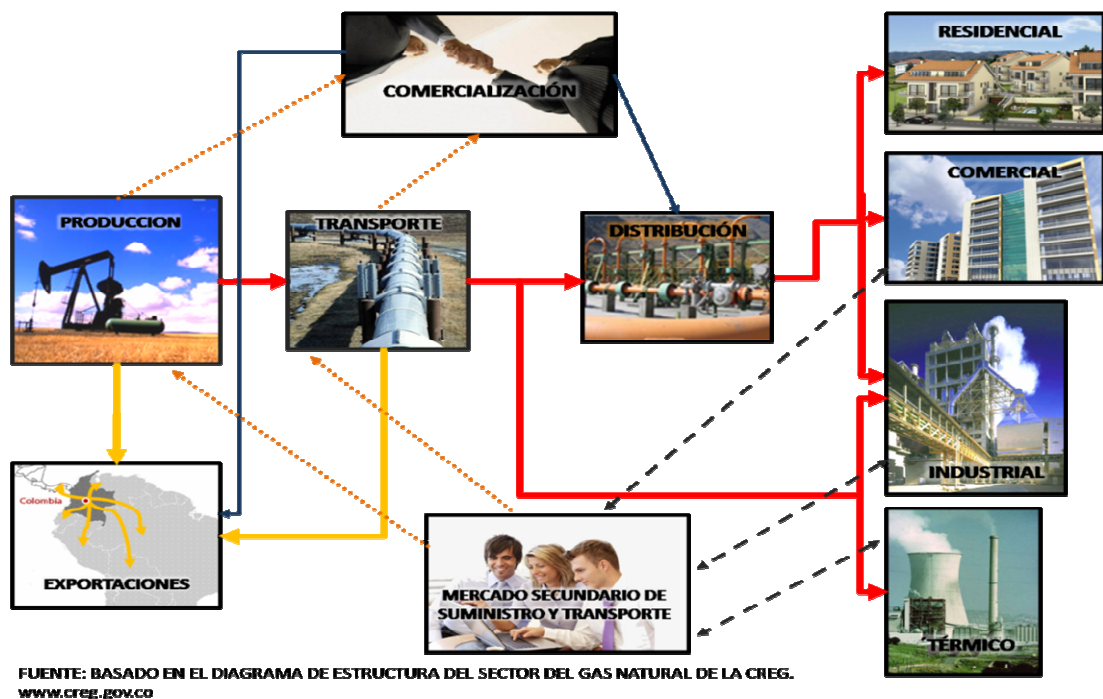 COMERCIALIZACIÓN
RESIDENCIAL
COMERCIAL
PRODUCCION
TRANSPORTE
DISTRIBUCIÓN
INDUSTRIAL
Colombia
EXPORTACIONES
MERCADO SECUNDARIO DE
SUMINISTRO Y TRANSPORTE
TÉRMICO
FUENTE: BASADO EN EL DIAGRAMA DE ESTRUCTURA DEL SECTOR DEL GAS NATURAL DE LA CREG.
www.creg.gov.co